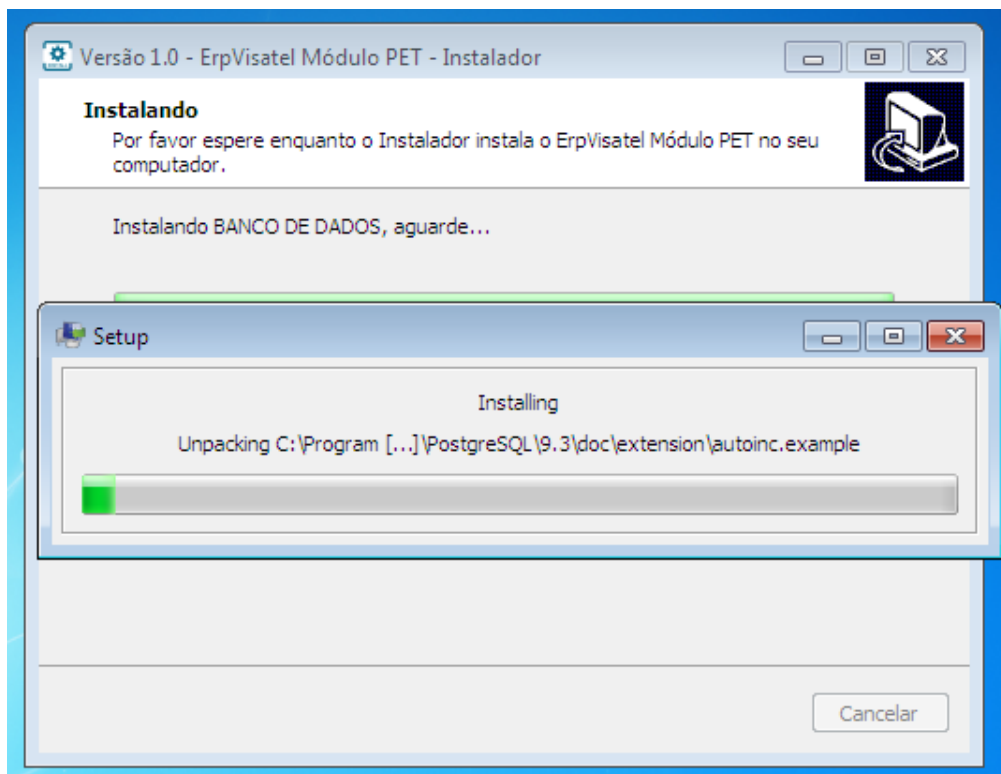 Versão 1.0 - ErpVisatel Módulo PET - Instalador
Instalando
Por favor espere enquanto o Instalador instala o ErpVisatel Módulo PET no seu
computador.
Instalando BANCO DE DADOS, aguarde...
Setup
Installing
Unpacking C:\Program [...]\PostgreSQL\9.3\doc\extension\autoinc.example
Cancelar